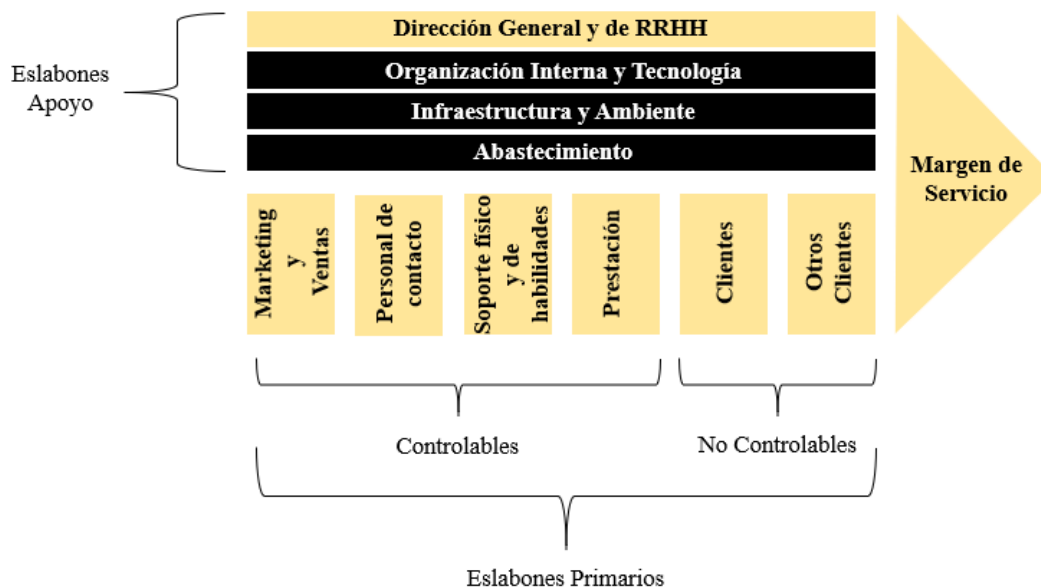 Dirección General y de RRHH
Organización Interna y Tecnología
Infraestructura y Ambiente
Abastecimiento
Eslabones
Apoyo
Margen de
Servicio
Marketing
y
Ventas
Personal de
contacto
Soporte físico
y de
habilidades
Prestación
Clientes
Otros
Clientes
Controlables
No Controlables
Eslabones Primarios